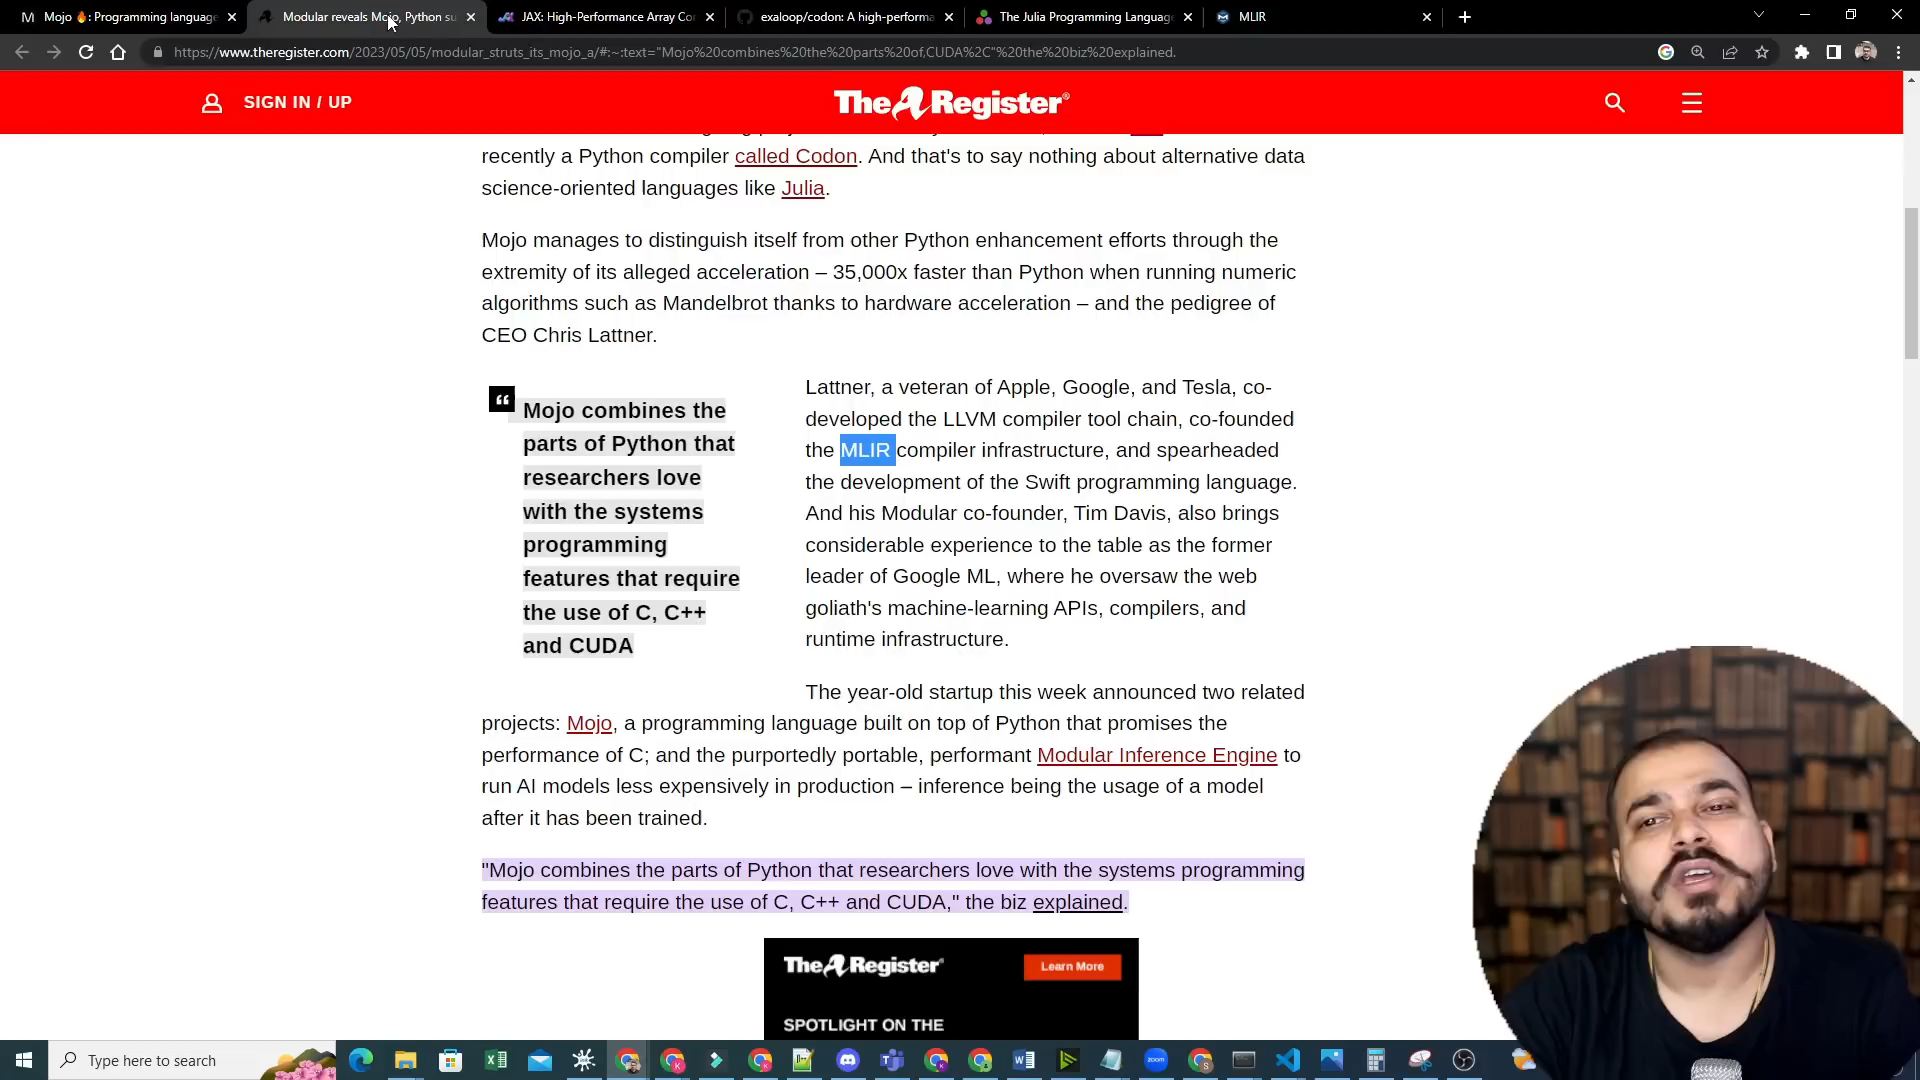 Mojo 🔥: Programming language
Modular reveals Mojo, Python su
JAX: High-Performance Array Co
exaloop/codon: A high-performa
The Julia Programming Language
MLIR
https://www.theregister.com/2023/05/05/modular_struts_its_mojo_a/#:~:text="Mojo%20combines%20the%20parts%20of,CUDA%2C"%20the%20biz%20explained.
SIGN IN / UP
The Register®
recently a Python compiler called Codon. And that's to say nothing about alternative data
science-oriented languages like Julia.
Mojo manages to distinguish itself from other Python enhancement efforts through the
extremity of its alleged acceleration – 35,000x faster than Python when running numeric
algorithms such as Mandelbrot thanks to hardware acceleration – and the pedigree of
CEO Chris Lattner.
Mojo combines the
parts of Python that
researchers love
with the systems
programming
features that require
the use of C, C++
and CUDA
Lattner, a veteran of Apple, Google, and Tesla, co-
developed the LLVM compiler tool chain, co-founded
the MLIR compiler infrastructure, and spearheaded
the development of the Swift programming language.
And his Modular co-founder, Tim Davis, also brings
considerable experience to the table as the former
leader of Google ML, where he oversaw the web
goliath's machine-learning APIs, compilers, and
runtime infrastructure.
The year-old startup this week announced two related
projects: Mojo, a programming language built on top of Python that promises the
performance of C; and the purportedly portable, performant Modular Inference Engine to
run AI models less expensively in production – inference being the usage of a model
after it has been trained.
"Mojo combines the parts of Python that researchers love with the systems programming
features that require the use of C, C++ and CUDA," the biz explained.
The Register®
Learn More
SPOTLIGHT ON THE
Type here to search